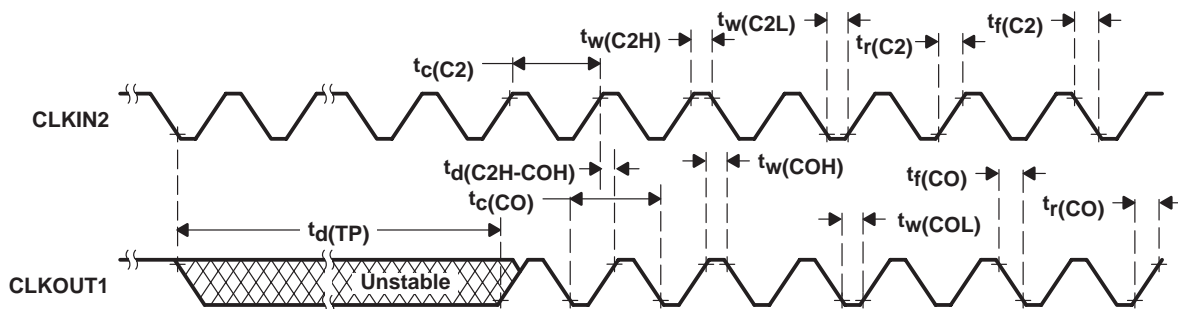 tw(C2H)
tw(C2L)
tf(C2)
tr(C2)
tc(C2)
CLKIN2
td(C2H-COH)
tw(COH)
tf(CO)
tc(CO)
tr(CO)
td(TP)
tw(COL)
CLKOUT1
Unstable